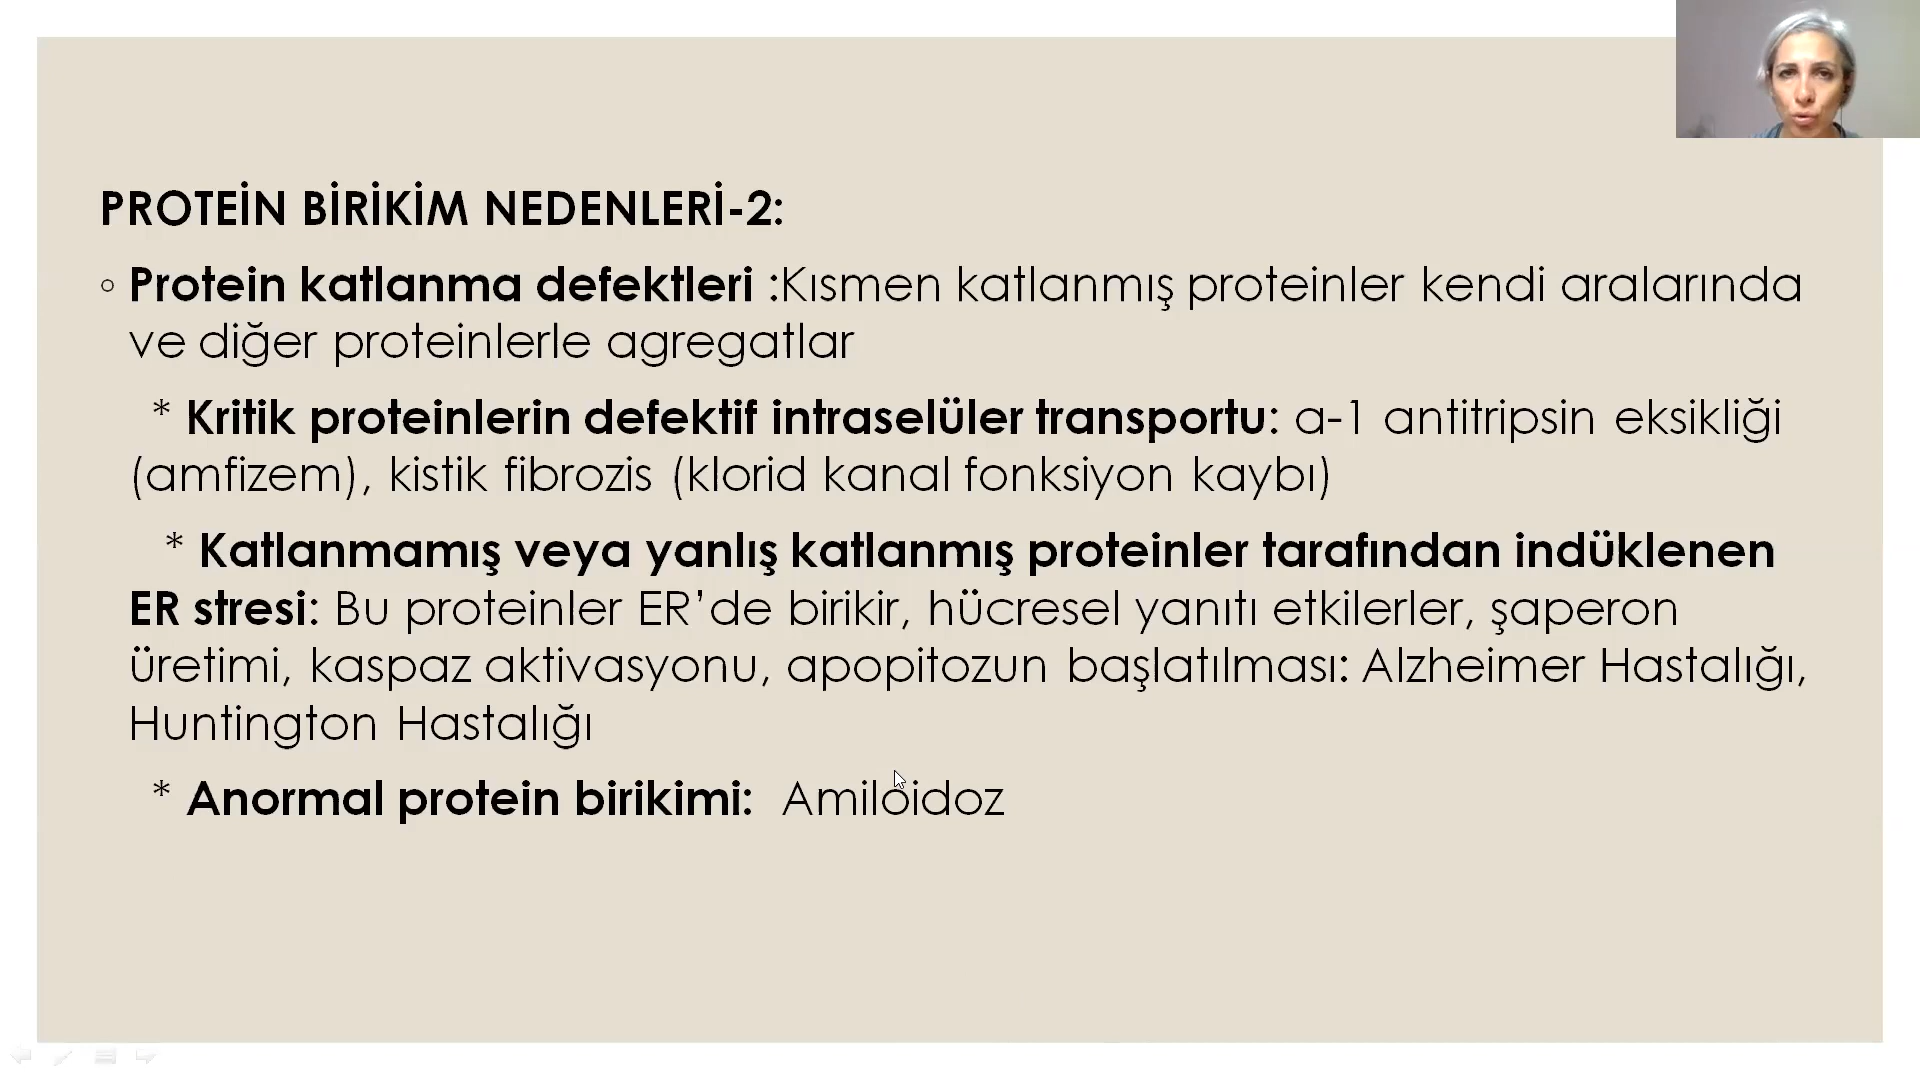 PROTEİN BİRİKİM NEDENLERİ-2:
◦ Protein katlanma defektleri :Kısmen katlanmış proteinler kendi aralarında
ve diğer proteinlerle agregatlar
* Kritik proteinlerin defektif intraselüler transportu: a-1 antitripsin eksikliği
(amfizem), kistik fibrozis (klorid kanal fonksiyon kaybı)
* Katlanmamış veya yanlış katlanmış proteinler tarafından indüklenen
ER stresi: Bu proteinler ER’de birikir, hücresel yanıtı etkilerler, şaperon
üretimi, kaspaz aktivasyonu, apopitozun başlatılması: Alzheimer Hastalığı,
Huntington Hastalığı
* Anormal protein birikimi:  Amiloidoz